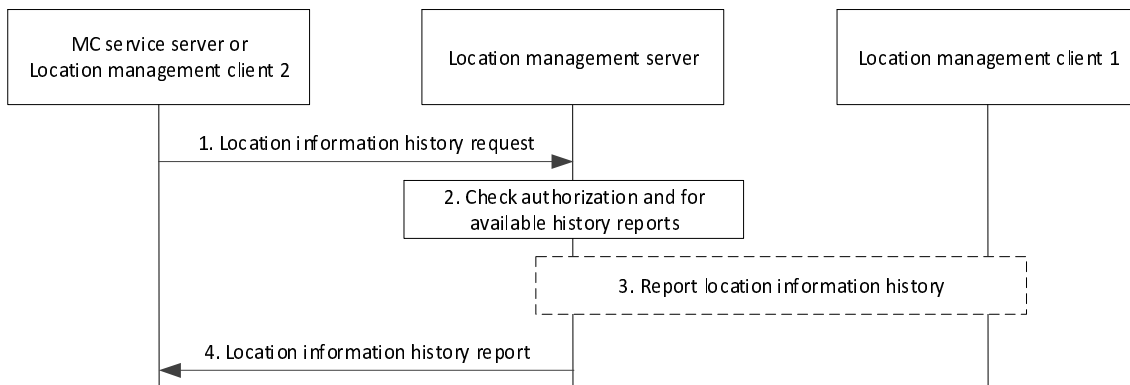 MC service server or
Location management client 2
Location management server
Location management client 1
1. Location information history request
2. Check authorization and for
available history reports
3. Report location information history
4. Location information history report